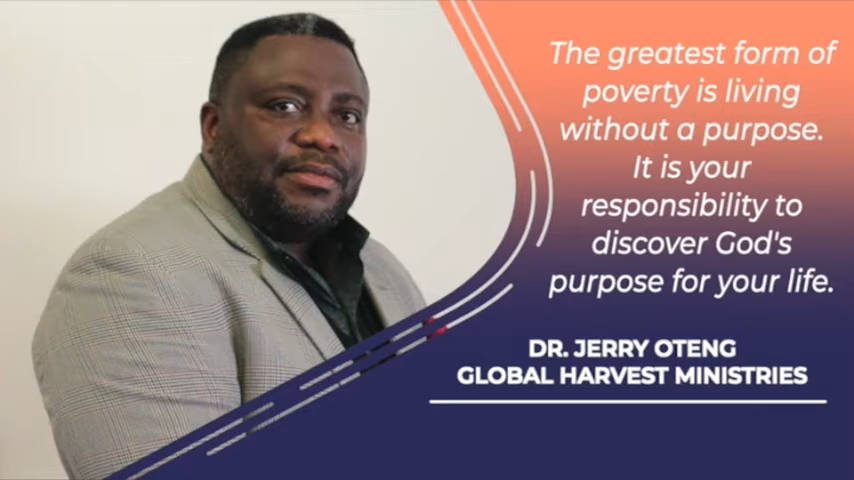 The greatest form of
poverty is living
without a purpose.
It is your
responsibility to
discover God's
purpose for your life.
DR. JERRY OTENG
GLOBAL HARVEST MINISTRIES